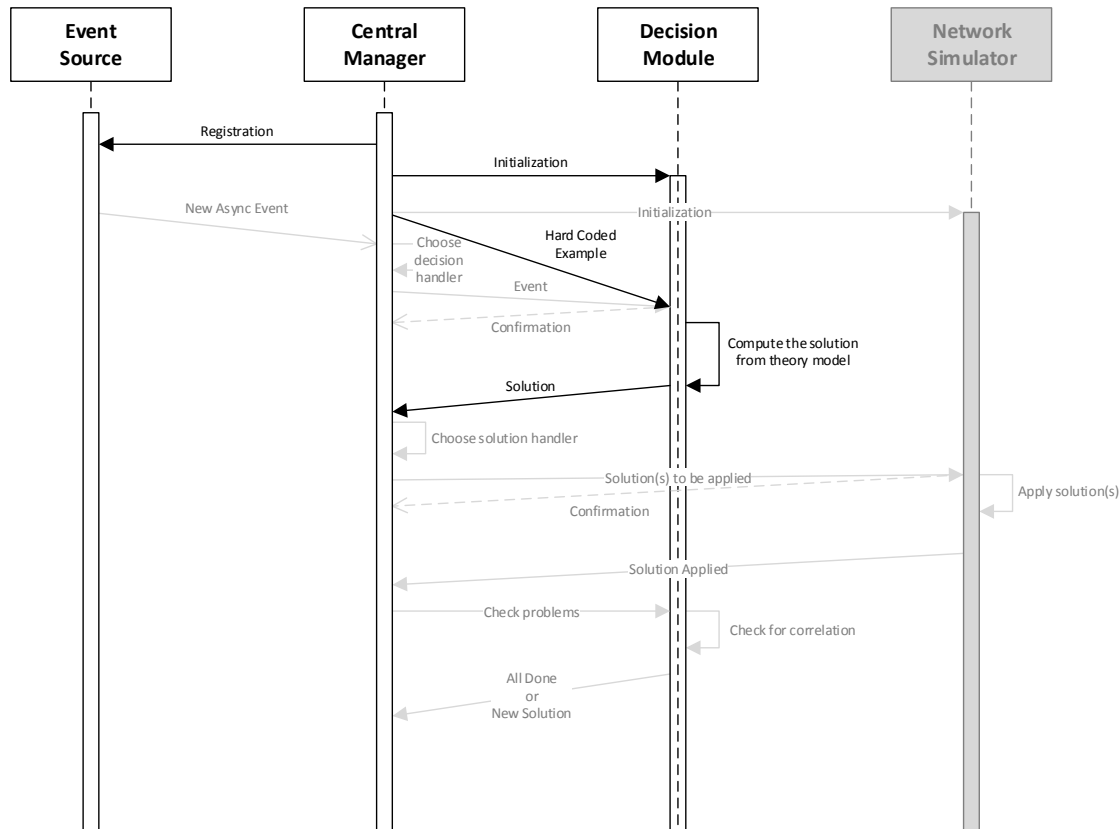 Event
Source
Central
Manager
Decision
Module
Network
Simulator
Registration
Initialization
New Async Event
Initialization
Hard Coded
Example
Choose
decision
handler
Event
Confirmation
Compute the solution
from theory model
Solution
Choose solution handler
Solution(s) to be applied
Apply solution(s)
Confirmation
Solution Applied
Check problems
Check for correlation
All Done
or
New Solution